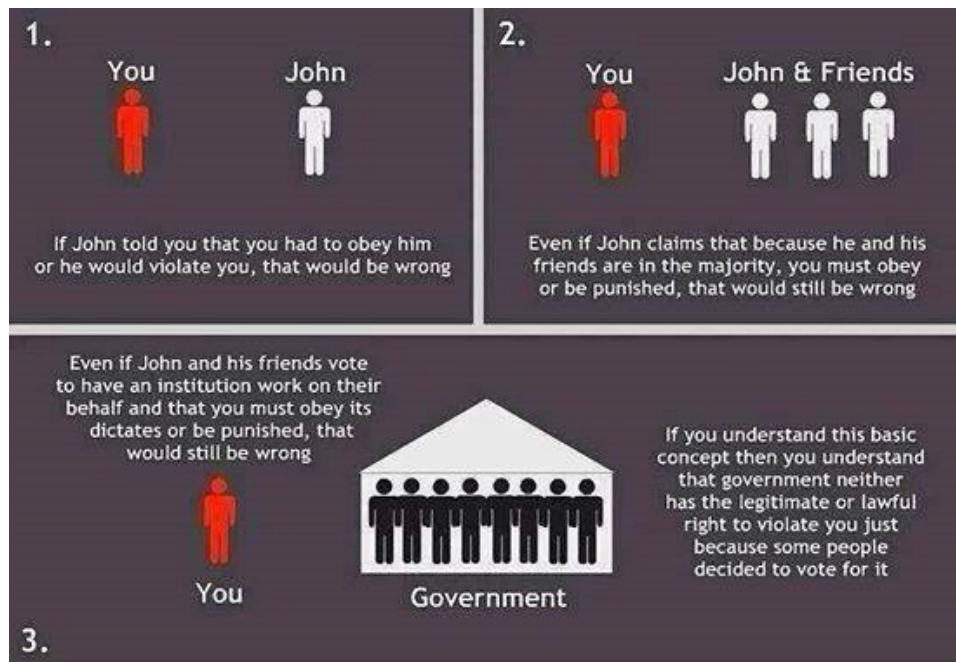 1.
You
John
If John told you that you had to obey him
or he would violate you, that would be wrong
2.
You
John & Friends
Even if John claims that because he and his
friends are in the majority, you must obey
or be punished, that would still be wrong
Even if John and his friends vote
to have an institution work on their
behalf and that you must obey its
dictates or be punished, that
would still be wrong
You
Government
If you understand this basic
concept then you understand
that government neither
has the legitimate or lawful
right to violate you just
because some people
decided to vote for it
3.